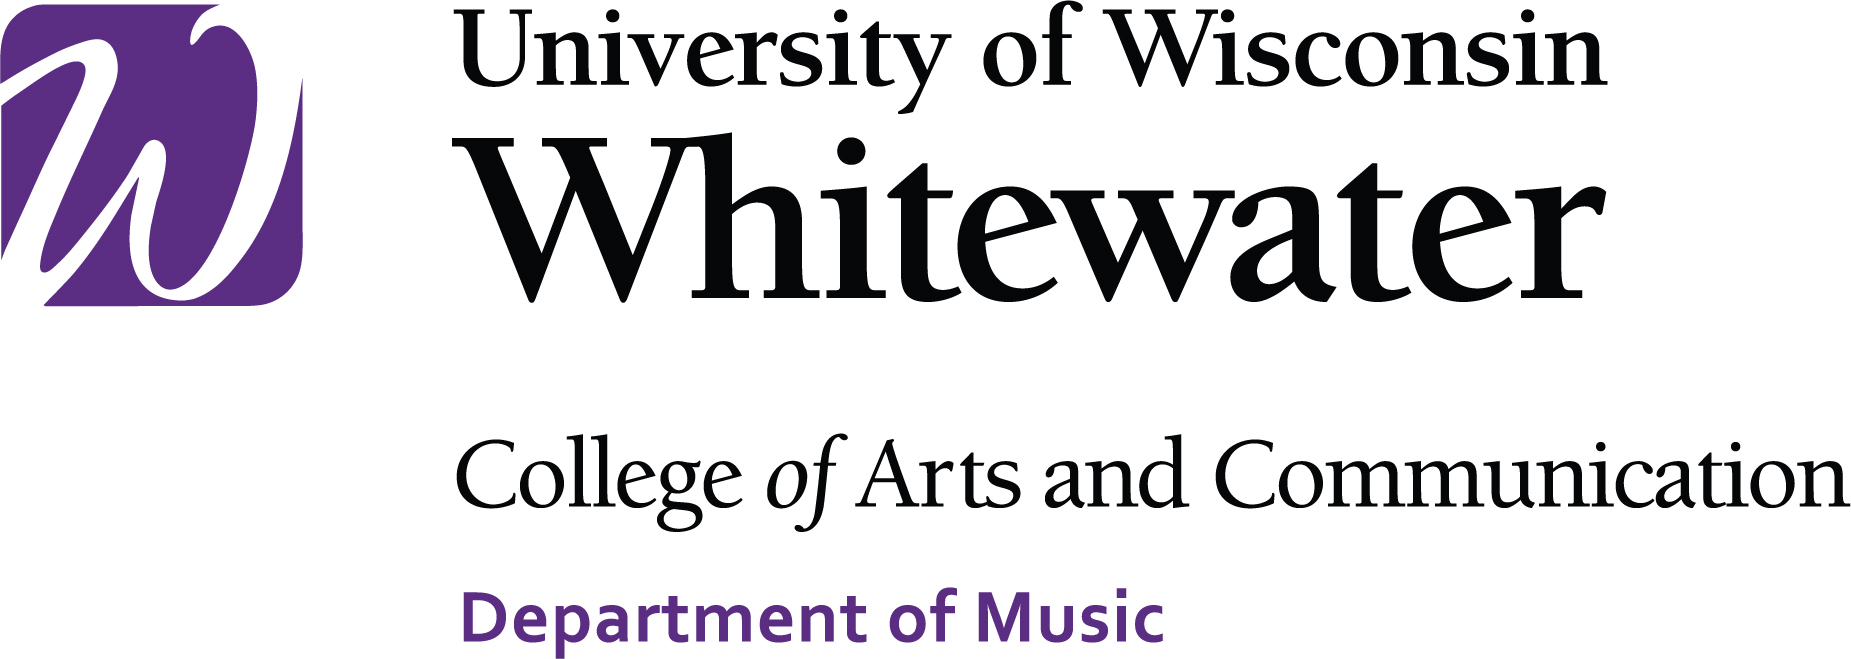 W
University of Wisconsin
Whitewater
College of Arts and Communication
Department of Music